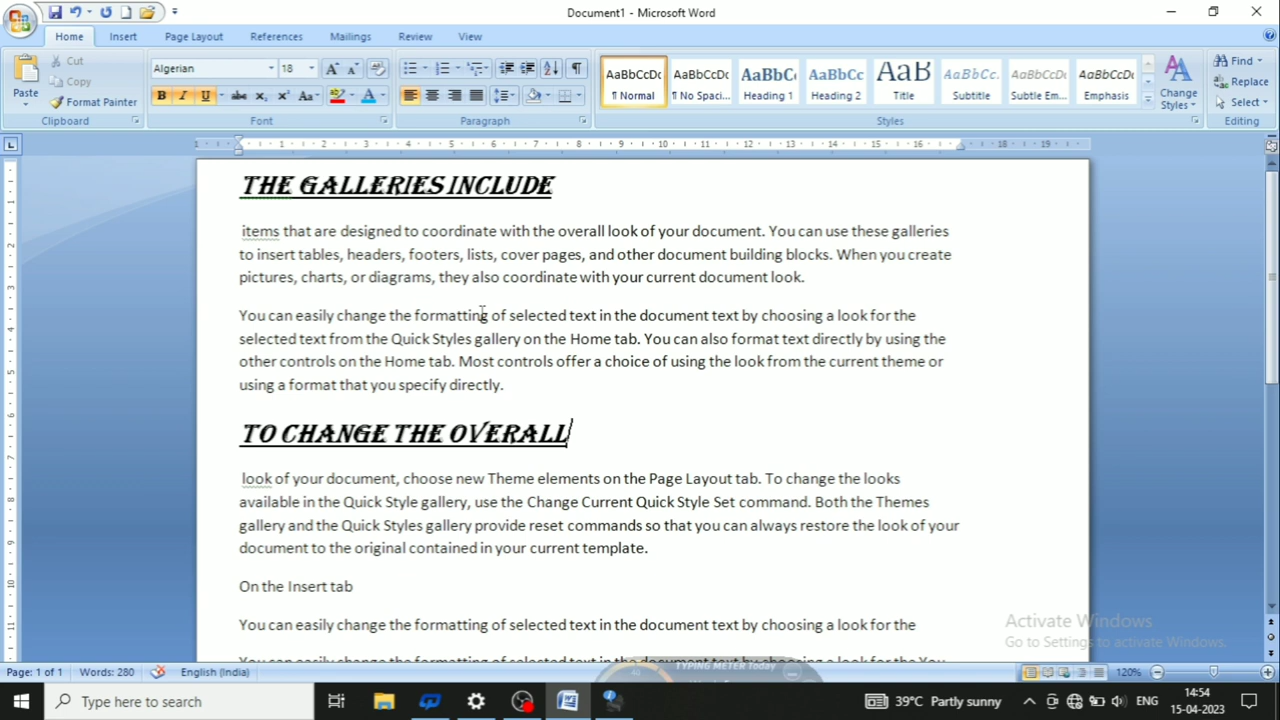 Document1 - Microsoft Word
Home Insert Page Layout References Mailings Review View
Paste
Cut
Copy
Format Painter
Clipboard
Algerian 18
Font
Paragraph
AaBbCcDc AaBbCcDc AaBbC AaBbCc AaB AaBbCc. AaBbCcDc AaBbCcDc
¶ Normal ¶ No Spaci... Heading 1 Heading 2 Title Subtitle Subtle Em... Emphasis
Change
Styles
Styles
Find
Replace
Select
Editing
THE GALLERIES INCLUDE
items that are designed to coordinate with the overall look of your document. You can use these galleries
to insert tables, headers, footers, lists, cover pages, and other document building blocks. When you create
pictures, charts, or diagrams, they also coordinate with your current document look.
You can easily change the formatting of selected text in the document text by choosing a look for the
selected text from the Quick Styles gallery on the Home tab. You can also format text directly by using the
other controls on the Home tab. Most controls offer a choice of using the look from the current theme or
using a format that you specify directly.
TO CHANGE THE OVERALL
look of your document, choose new Theme elements on the Page Layout tab. To change the looks
available in the Quick Style gallery, use the Change Current Quick Style Set command. Both the Themes
gallery and the Quick Styles gallery provide reset commands so that you can always restore the look of your
document to the original contained in your current template.
On the Insert tab
You can easily change the formatting of selected text in the document text by choosing a look for the
Activate Windows
Go to Settings to activate Windows.
TYPING METER Today
Page: 1 of 1 Words: 280 English (India) 120%
Type here to search
39°C Partly sunny ENG
14:54
15-04-2023